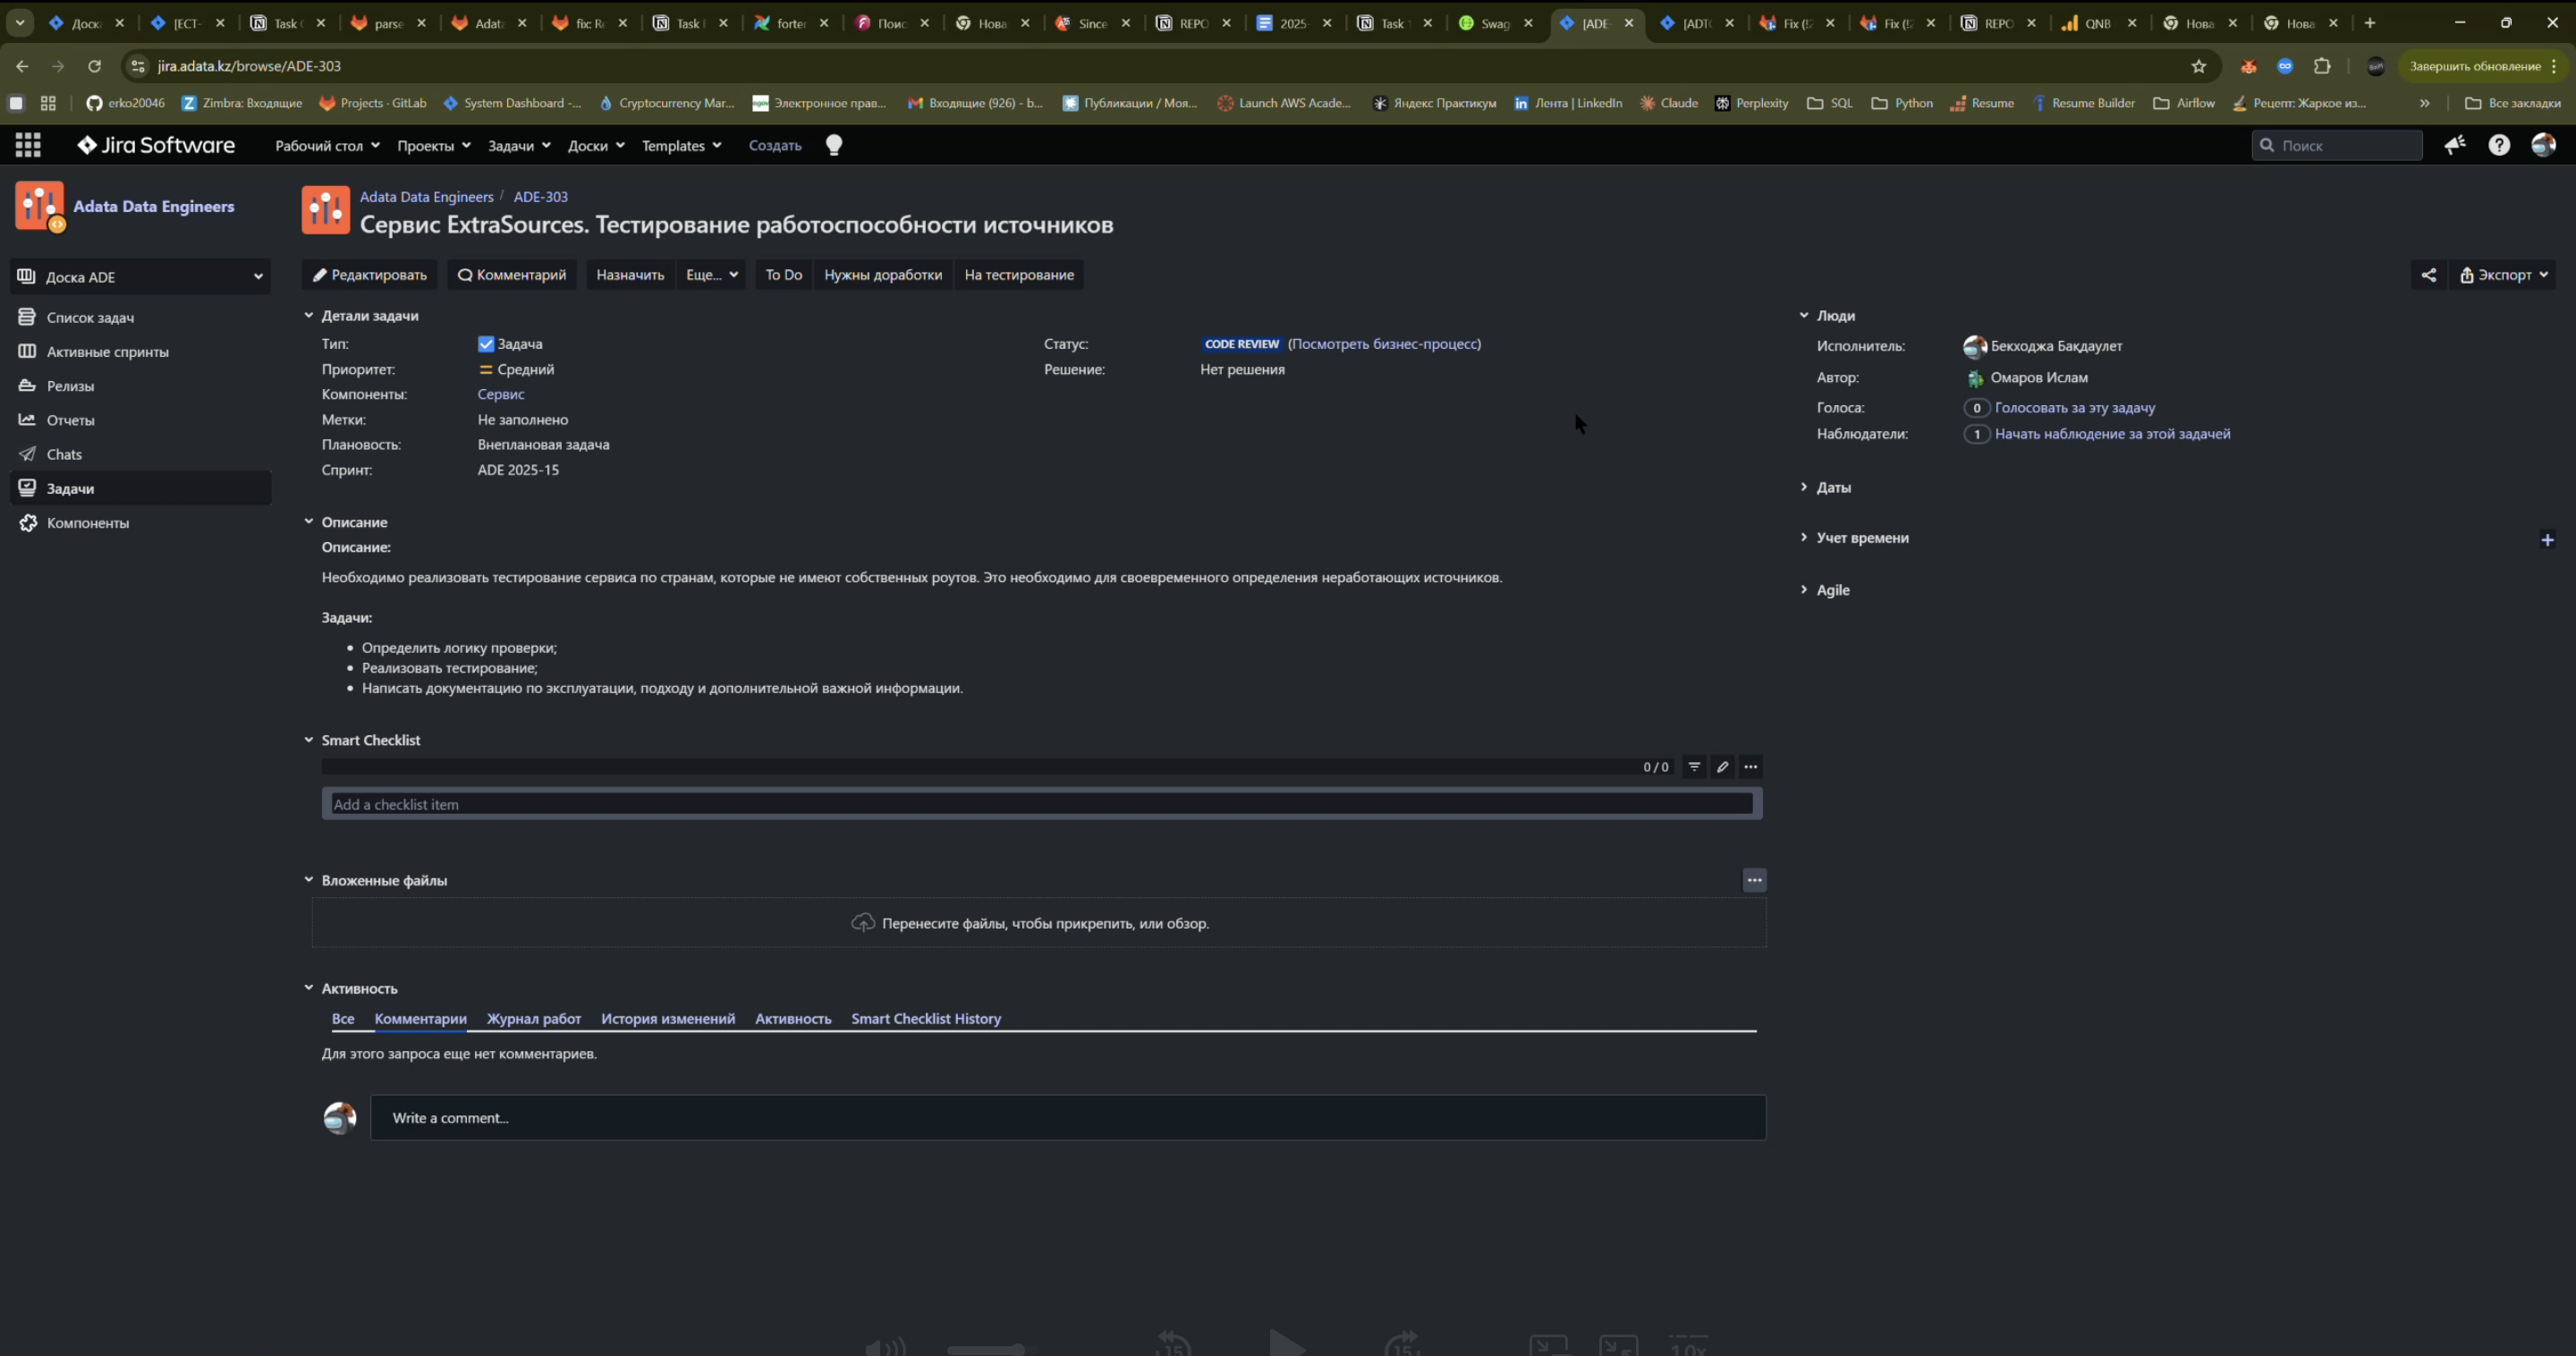 Доск
[ECT-
Task
parse
Adata
fix: Re
Task
forte
Поис
Нова
Since
REPO
2025-
Task
Swag
[ADE-
[ADT
Fix (!
Fix (!
REPO
QNB
Нова
Нова
jira.adata.kz/browse/ADE-303
Завершить обновление
erko20046
Zimbra: Входящие
Projects · GitLab
System Dashboard -...
Cryptocurrency Mar...
Электронное прав...
Входящие (926) - b...
Публикации / Моя...
Launch AWS Acade...
Яндекс Практикум
Лента | LinkedIn
Claude
Perplexity
SQL
Python
Resume
Resume Builder
Airflow
Рецепт: Жаркое из...
»
Все закладки
Jira Software
Рабочий стол
Проекты
Задачи
Доски
Templates
Создать
Поиск
Adata Data Engineers
Adata Data Engineers / ADE-303
Сервис ExtraSources. Тестирование работоспособности источников
Доска ADE
Редактировать
Комментарий
Назначить
Еще...
To Do
Нужны доработки
На тестирование
Экспорт
Список задач
Активные спринты
Релизы
Отчеты
Chats
Задачи
Компоненты
Детали задачи
Тип: Задача
Приоритет: Средний
Компоненты: Сервис
Метки: Не заполнено
Плановость: Внеплановая задача
Спринт: ADE 2025-15
Статус: CODE REVIEW (Посмотреть бизнес-процесс)
Решение: Нет решения
Люди
Исполнитель: Бекходжа Бақдаулет
Автор: Омаров Ислам
Голоса: 0 Голосовать за эту задачу
Наблюдатели: 1 Начать наблюдение за этой задачей
Даты
Учет времени
Agile
Описание
Описание:
Необходимо реализовать тестирование сервиса по странам, которые не имеют собственных роутов. Это необходимо для своевременного определения неработающих источников.
Задачи:
• Определить логику проверки;
• Реализовать тестирование;
• Написать документацию по эксплуатации, подходу и дополнительной важной информации.
Smart Checklist
0 / 0
Add a checklist item
Вложенные файлы
Перенесите файлы, чтобы прикрепить, или обзор.
Активность
Все
Комментарии
Журнал работ
История изменений
Активность
Smart Checklist History
Для этого запроса еще нет комментариев.
Write a comment...
15
15
1.0x